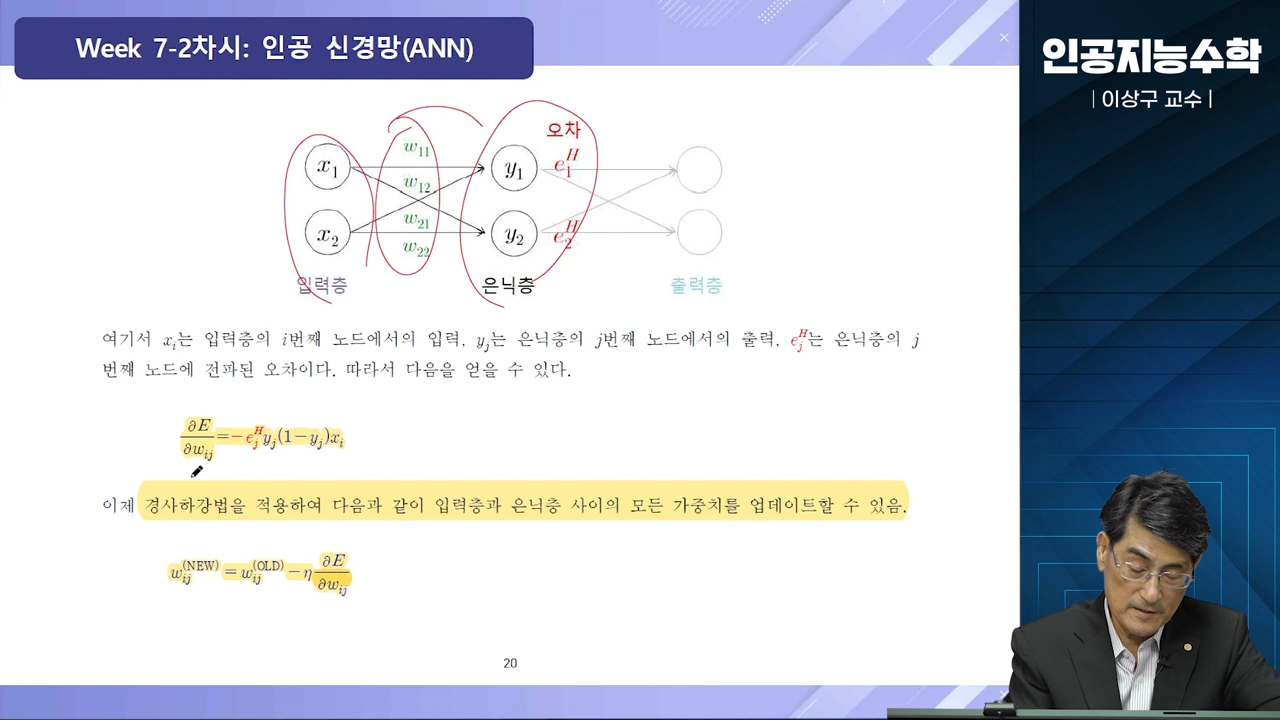 Week 7-2차시: 인공 신경망(ANN)
인공지능수학
| 이상구 교수 |
오차
x₁ w₁₁ y₁ e₁ᴴ
w₁₂
w₂₁
x₂ w₂₂ y₂ e₂ᴴ
입력층 은닉층 출력층
여기서 xᵢ는 입력층의 i번째 노드에서의 입력, yⱼ는 은닉층의 j번째 노드에서의 출력, eⱼᴴ는 은닉층의 j
번째 노드에 전파된 오차이다. 따라서 다음을 얻을 수 있다.
∂E/∂wᵢⱼ = −eⱼᴴyⱼ(1−yⱼ)xᵢ
이제 경사하강법을 적용하여 다음과 같이 입력층과 은닉층 사이의 모든 가중치를 업데이트할 수 있음.
wᵢⱼ^(NEW) = wᵢⱼ^(OLD) − η ∂E/∂wᵢⱼ
20